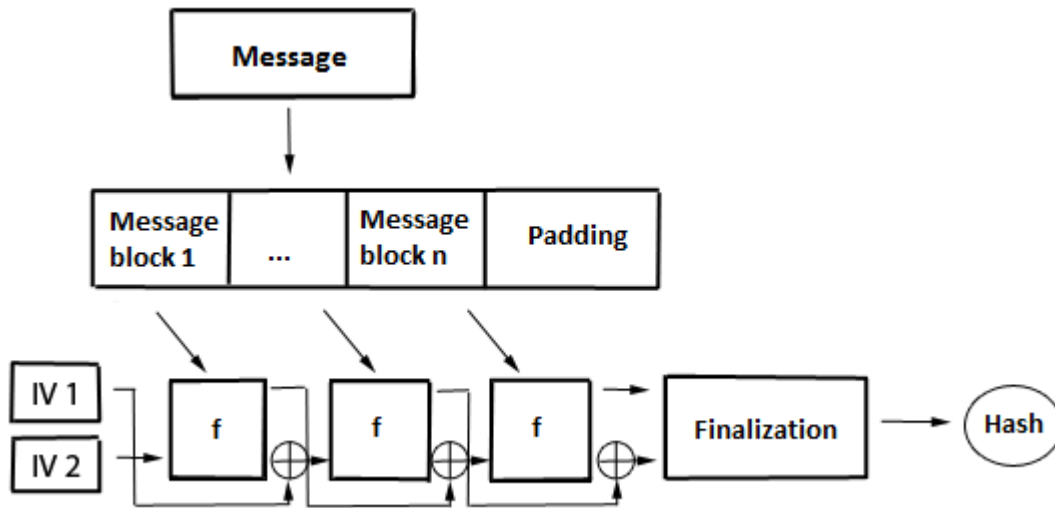 Message
Message
block 1
...
Message
block n
Padding
IV 1
IV 2
f
f
f
Finalization
Hash